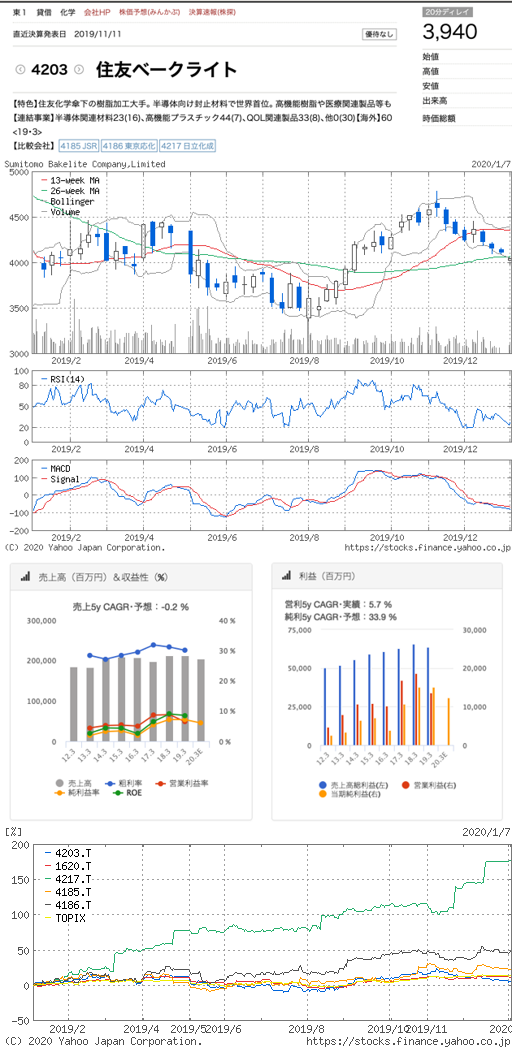 東1 貸借 化学 会社HP 株価予想(みんかぶ) 決算速報(株探)
20分ディレイ
直近決算発表日 2019/11/11
優待なし
3,940
4203
住友ベークライト
始値
高値
安値
出来高
時価総額
【特色】住友化学傘下の樹脂加工大手。半導体向け封止材料で世界首位。高機能樹脂や医療関連製品等も
【連結事業】半導体関連材料23(16)、高機能プラスチック44(7)、QOL関連製品33(8)、他0(30)【海外】60
<19・3>
【比較会社】 4185 JSR 4186 東京応化 4217 日立化成
Sumitomo Bakelite Company,Limited
2020/1/7
13-week MA
26-week MA
Bollinger
Volume
5000
4500
4000
3500
3000
2019/2 2019/4 2019/6 2019/8 2019/10 2019/12
RSI(14)
100
80
50
20
0
2019/2 2019/4 2019/6 2019/8 2019/10 2019/12
MACD
Signal
200
100
0
-100
-200
2019/2 2019/4 2019/6 2019/8 2019/10 2019/12
(C) 2020 Yahoo Japan Corporation.
https://stocks.finance.yahoo.co.jp
売上高（百万円）＆収益性（%）
売上5y CAGR・予想：-0.2 %
300,000
200,000
100,000
0
40 %
30 %
20 %
10 %
0 %
12.3 13.3 14.3 15.3 16.3 17.3 18.3 19.3 20.3E
売上高 粗利率 営業利益率
純利益率 ROE
利益（百万円）
営利5y CAGR・実績：5.7 %
純利5y CAGR・予想：33.9 %
75,000
50,000
25,000
0
30,000
20,000
10,000
0
12.3 13.3 14.3 15.3 16.3 17.3 18.3 19.3 20.3E
売上高総利益(左) 営業利益(右)
当期純利益(右)
[%]
2020/1/7
4203.T
1620.T
4217.T
4185.T
4186.T
TOPIX
200
150
100
50
0
-50
2019/2 2019/4 2019/5 2019/6 2019/8 2019/10 2019/11 2020
(C) 2020 Yahoo Japan Corporation.
https://stocks.finance.yahoo.co.jp